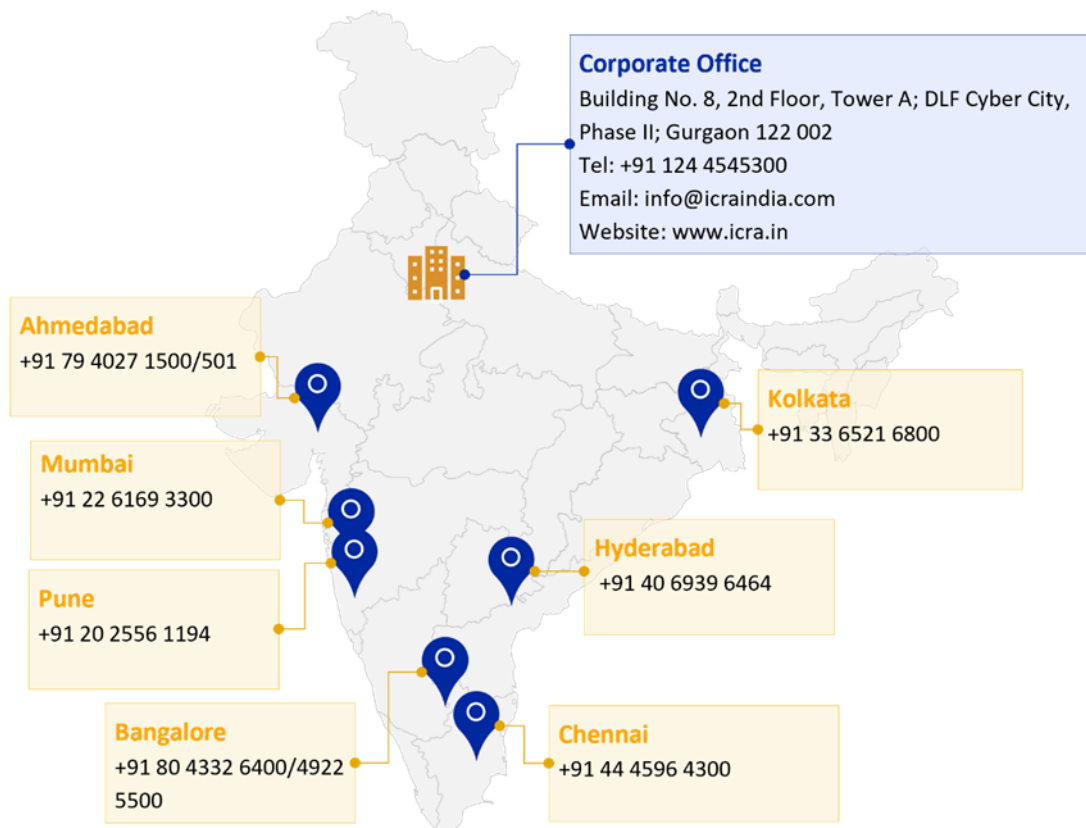 Corporate Office
Building No. 8, 2nd Floor, Tower A; DLF Cyber City,
Phase II; Gurgaon 122 002
Tel: +91 124 4545300
Email: info@icraindia.com
Website: www.icra.in
Ahmedabad
+91 79 4027 1500/501
Kolkata
+91 33 6521 6800
Mumbai
+91 22 6169 3300
Hyderabad
+91 40 6939 6464
Pune
+91 20 2556 1194
Bangalore
+91 80 4332 6400/4922
5500
Chennai
+91 44 4596 4300